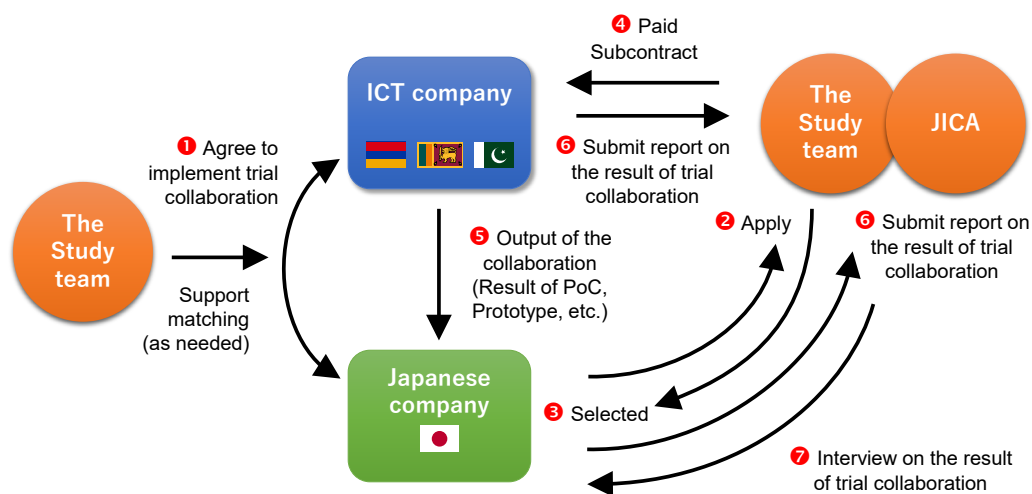 ❹ Paid
Subcontract
ICT company
The
Study
team
JICA
❶ Agree to
implement trial
collaboration
❻ Submit report on
the result of trial
collaboration
The
Study
team
❷ Apply
❻ Submit report on
the result of trial
collaboration
❺ Output of the
collaboration
(Result of PoC,
Prototype, etc.)
Support
matching
(as needed)
Japanese
company
❸ Selected
❼ Interview on the result
of trial collaboration